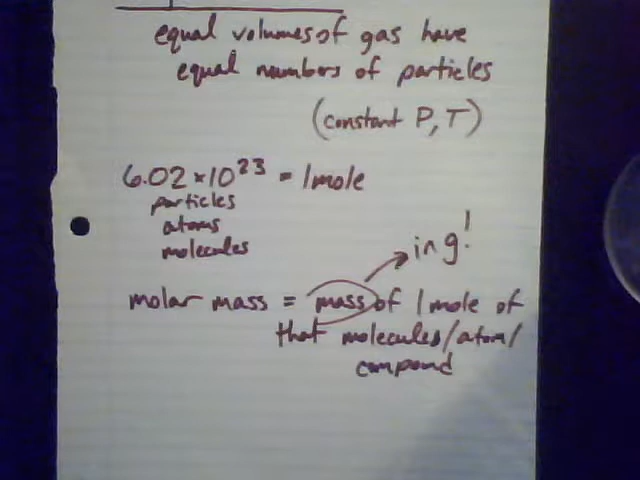 equal volumes of gas have
equal numbers of particles
(constant P, T)
6.02 × 10²³ = 1 mole
particles
atoms
molecules
in g!
molar mass = mass of 1 mole of
that molecules/atom/
compound